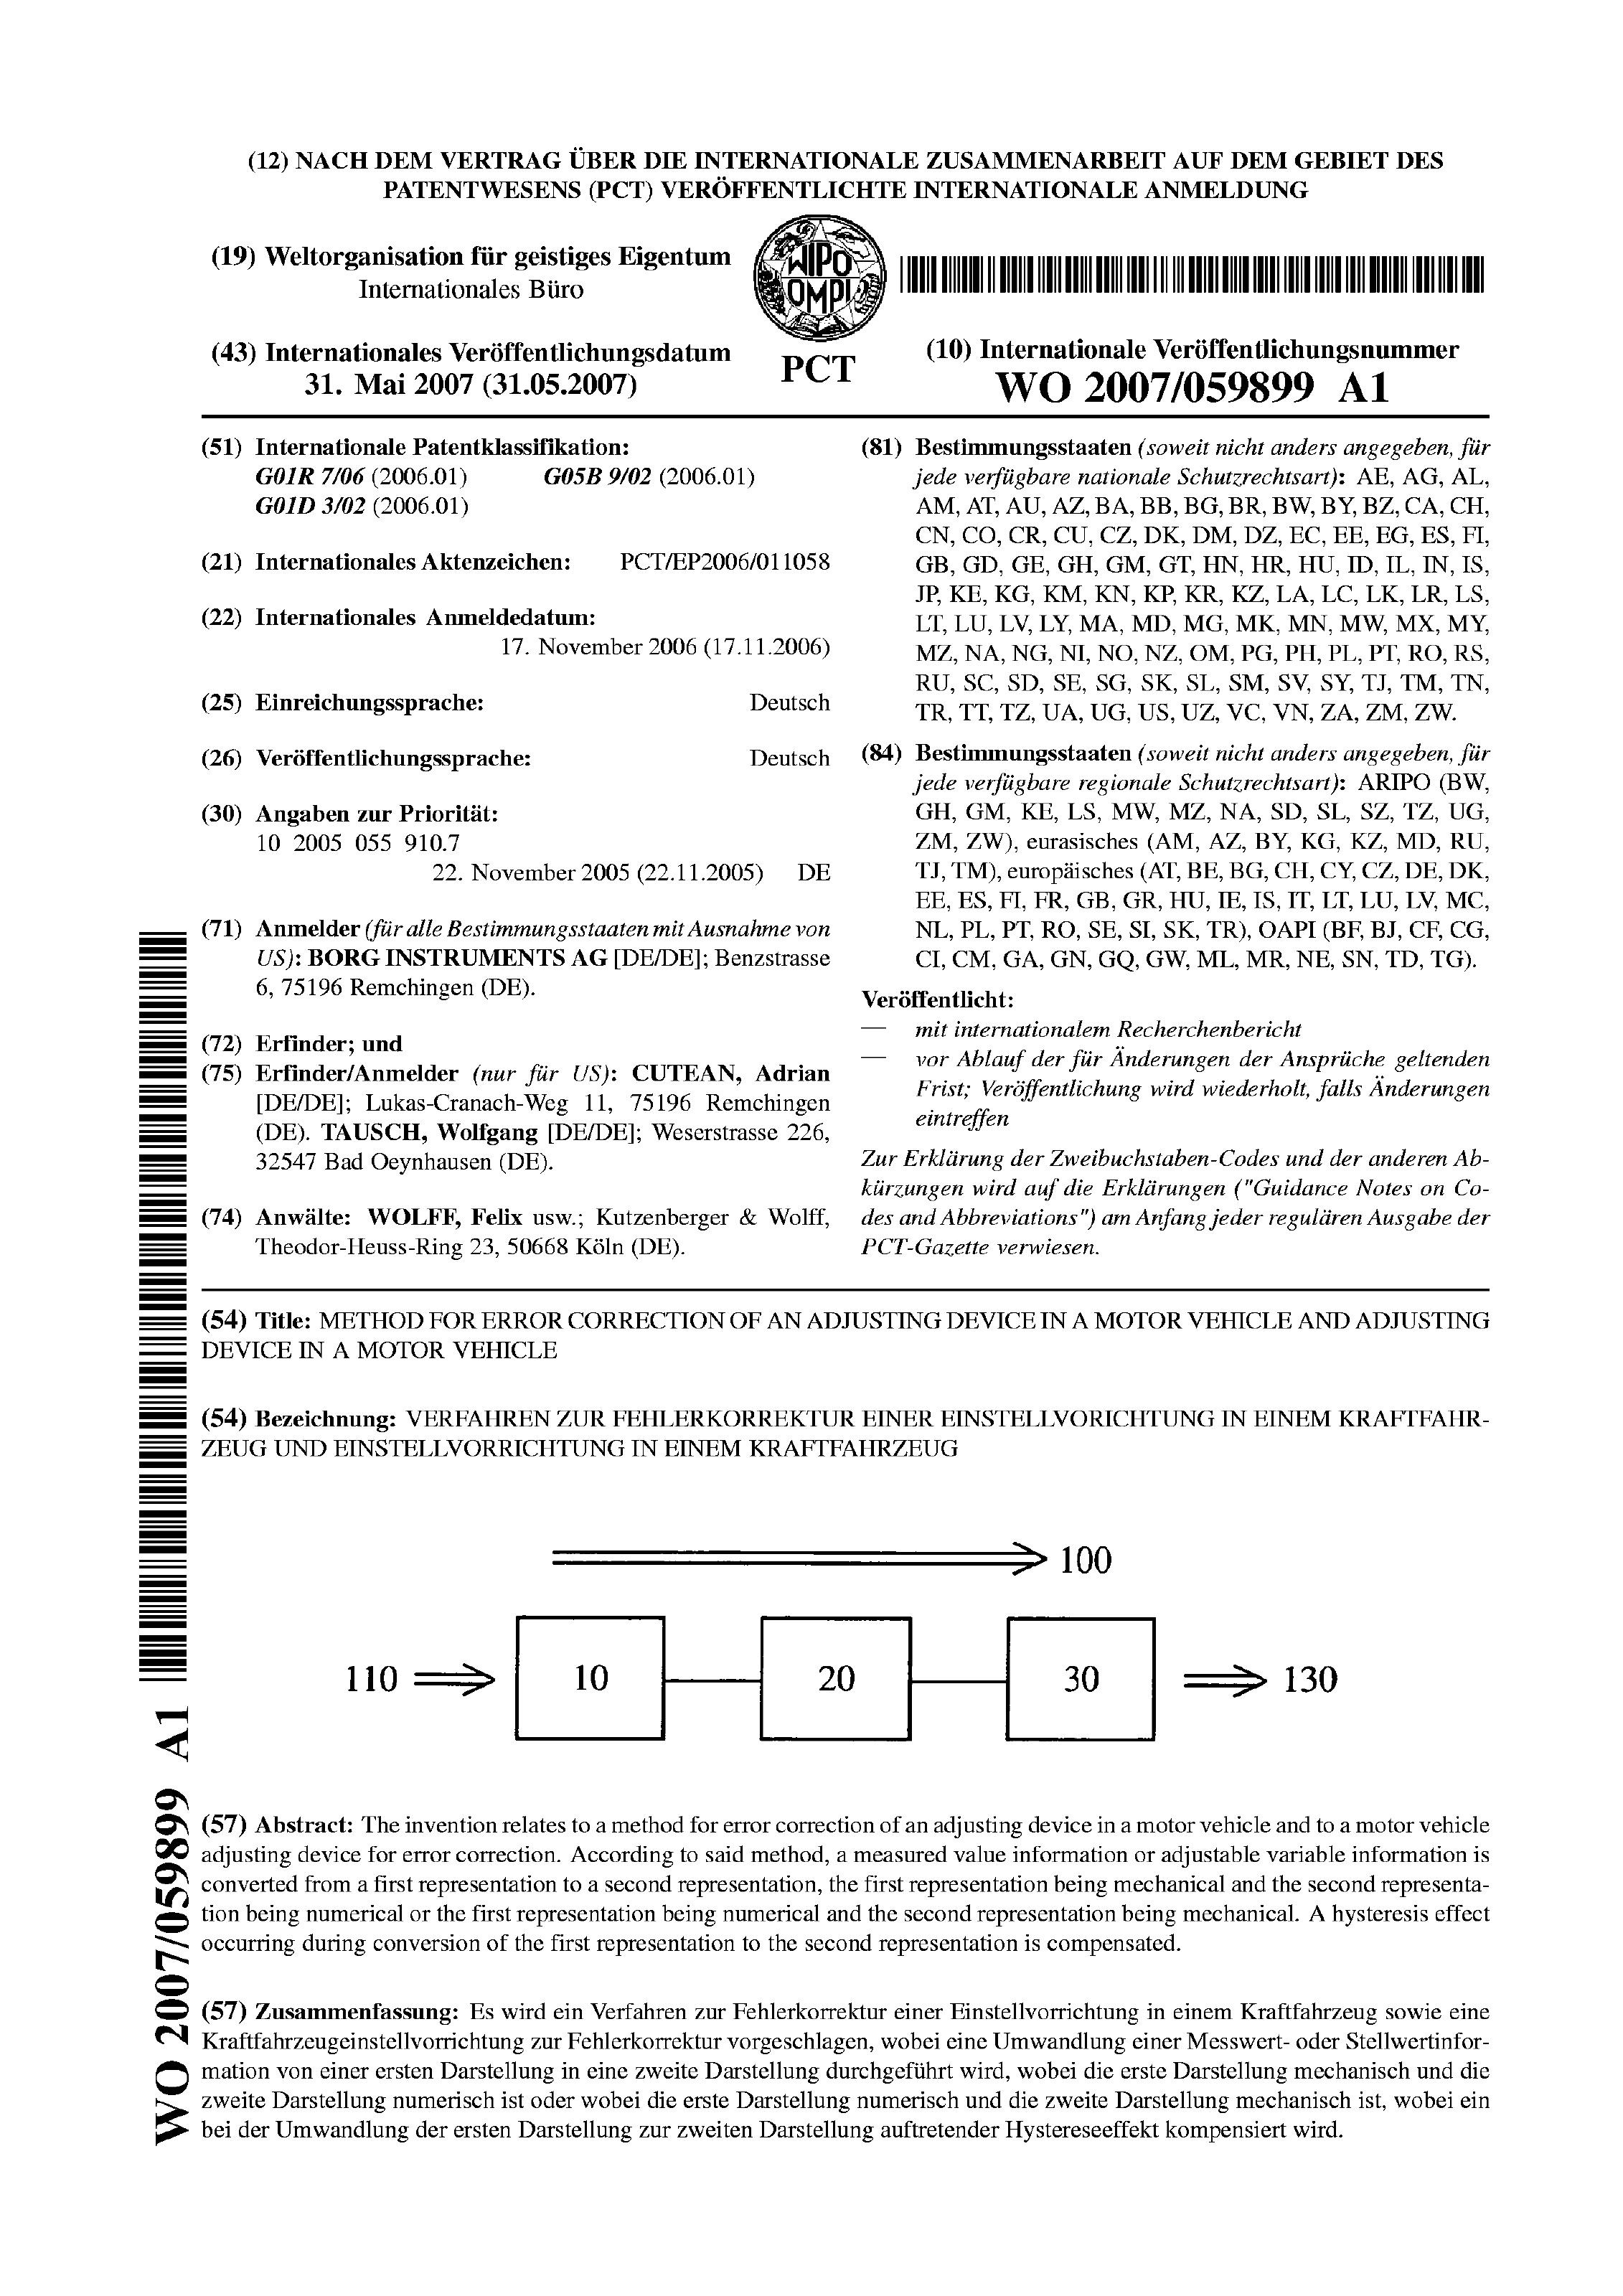 (12) NACH DEM VERTRAG ÜBER DIE INTERNATIONALE ZUSAMMENARBEIT AUF DEM GEBIET DES
PATENTWESENS (PCT) VERÖFFENTLICHTE INTERNATIONALE ANMELDUNG
(19) Weltorganisation für geistiges Eigentum
Internationales Büro
WIPO
OMPI
PCT
(43) Internationales Veröffentlichungsdatum
31. Mai 2007 (31.05.2007)
(10) Internationale Veröffentlichungsnummer
WO 2007/059899 A1
(51) Internationale Patentklassifikation:
G01R 7/06 (2006.01) G05B 9/02 (2006.01)
G01D 3/02 (2006.01)
(21) Internationales Aktenzeichen: PCT/EP2006/011058
(22) Internationales Anmeldedatum:
17. November 2006 (17.11.2006)
(25) Einreichungssprache: Deutsch
(26) Veröffentlichungssprache: Deutsch
(30) Angaben zur Priorität:
10 2005 055 910.7
22. November 2005 (22.11.2005) DE
(71) Anmelder (für alle Bestimmungsstaaten mit Ausnahme von
US): BORG INSTRUMENTS AG [DE/DE]; Benzstrasse
6, 75196 Remchingen (DE).
(72) Erfinder; und
(75) Erfinder/Anmelder (nur für US): CUTEAN, Adrian
[DE/DE]; Lukas-Cranach-Weg 11, 75196 Remchingen
(DE). TAUSCH, Wolfgang [DE/DE]; Weserstrasse 226,
32547 Bad Oeynhausen (DE).
(74) Anwälte: WOLFF, Felix usw.; Kutzenberger & Wolff,
Theodor-Heuss-Ring 23, 50668 Köln (DE).
(81) Bestimmungsstaaten (soweit nicht anders angegeben, für
jede verfügbare nationale Schutzrechtsart): AE, AG, AL,
AM, AT, AU, AZ, BA, BB, BG, BR, BW, BY, BZ, CA, CH,
CN, CO, CR, CU, CZ, DK, DM, DZ, EC, EE, EG, ES, FI,
GB, GD, GE, GH, GM, GT, HN, HR, HU, ID, IL, IN, IS,
JP, KE, KG, KM, KN, KP, KR, KZ, LA, LC, LK, LR, LS,
LT, LU, LV, LY, MA, MD, MG, MK, MN, MW, MX, MY,
MZ, NA, NG, NI, NO, NZ, OM, PG, PH, PL, PT, RO, RS,
RU, SC, SD, SE, SG, SK, SL, SM, SV, SY, TJ, TM, TN,
TR, TT, TZ, UA, UG, US, UZ, VC, VN, ZA, ZM, ZW.
(84) Bestimmungsstaaten (soweit nicht anders angegeben, für
jede verfügbare regionale Schutzrechtsart): ARIPO (BW,
GH, GM, KE, LS, MW, MZ, NA, SD, SL, SZ, TZ, UG,
ZM, ZW), eurasisches (AM, AZ, BY, KG, KZ, MD, RU,
TJ, TM), europäisches (AT, BE, BG, CH, CY, CZ, DE, DK,
EE, ES, FI, FR, GB, GR, HU, IE, IS, IT, LT, LU, LV, MC,
NL, PL, PT, RO, SE, SI, SK, TR), OAPI (BF, BJ, CF, CG,
CI, CM, GA, GN, GQ, GW, ML, MR, NE, SN, TD, TG).
Veröffentlicht:
— mit internationalem Recherchenbericht
— vor Ablauf der für Änderungen der Ansprüche geltenden
Frist; Veröffentlichung wird wiederholt, falls Änderungen
eintreffen
Zur Erklärung der Zweibuchstaben-Codes und der anderen Ab-
kürzungen wird auf die Erklärungen ("Guidance Notes on Co-
des and Abbreviations") am Anfang jeder regulären Ausgabe der
PCT-Gazette verwiesen.
(54) Title: METHOD FOR ERROR CORRECTION OF AN ADJUSTING DEVICE IN A MOTOR VEHICLE AND ADJUSTING
DEVICE IN A MOTOR VEHICLE
(54) Bezeichnung: VERFAHREN ZUR FEHLERKORREKTUR EINER EINSTELLVORICHTUNG IN EINEM KRAFTFAHR-
ZEUG UND EINSTELLVORRICHTUNG IN EINEM KRAFTFAHRZEUG
100
110 10 20 30 130
(57) Abstract: The invention relates to a method for error correction of an adjusting device in a motor vehicle and to a motor vehicle
adjusting device for error correction. According to said method, a measured value information or adjustable variable information is
converted from a first representation to a second representation, the first representation being mechanical and the second representa-
tion being numerical or the first representation being numerical and the second representation being mechanical. A hysteresis effect
occurring during conversion of the first representation to the second representation is compensated.
(57) Zusammenfassung: Es wird ein Verfahren zur Fehlerkorrektur einer Einstellvorrichtung in einem Kraftfahrzeug sowie eine
Kraftfahrzeugeinstellvorrichtung zur Fehlerkorrektur vorgeschlagen, wobei eine Umwandlung einer Messwert- oder Stellwertinfor-
mation von einer ersten Darstellung in eine zweite Darstellung durchgeführt wird, wobei die erste Darstellung mechanisch und die
zweite Darstellung numerisch ist oder wobei die erste Darstellung numerisch und die zweite Darstellung mechanisch ist, wobei ein
bei der Umwandlung der ersten Darstellung zur zweiten Darstellung auftretender Hystereseeffekt kompensiert wird.
WO 2007/059899 A1